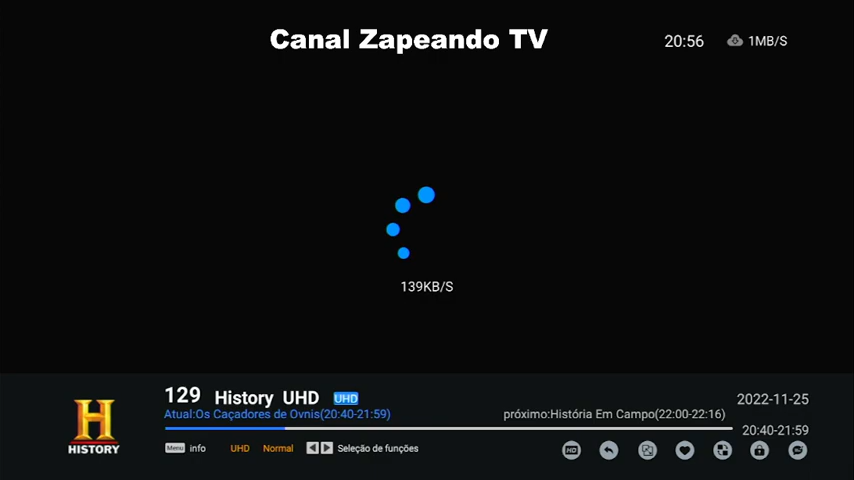 Canal Zapeando TV
20:56
1MB/S
139KB/S
129 History UHD UHD
2022-11-25
Atual:Os Caçadores de Ovnis(20:40-21:59)
próximo:História Em Campo(22:00-22:16)
20:40-21:59
HISTORY
Menu info UHD Normal Seleção de funções
HD